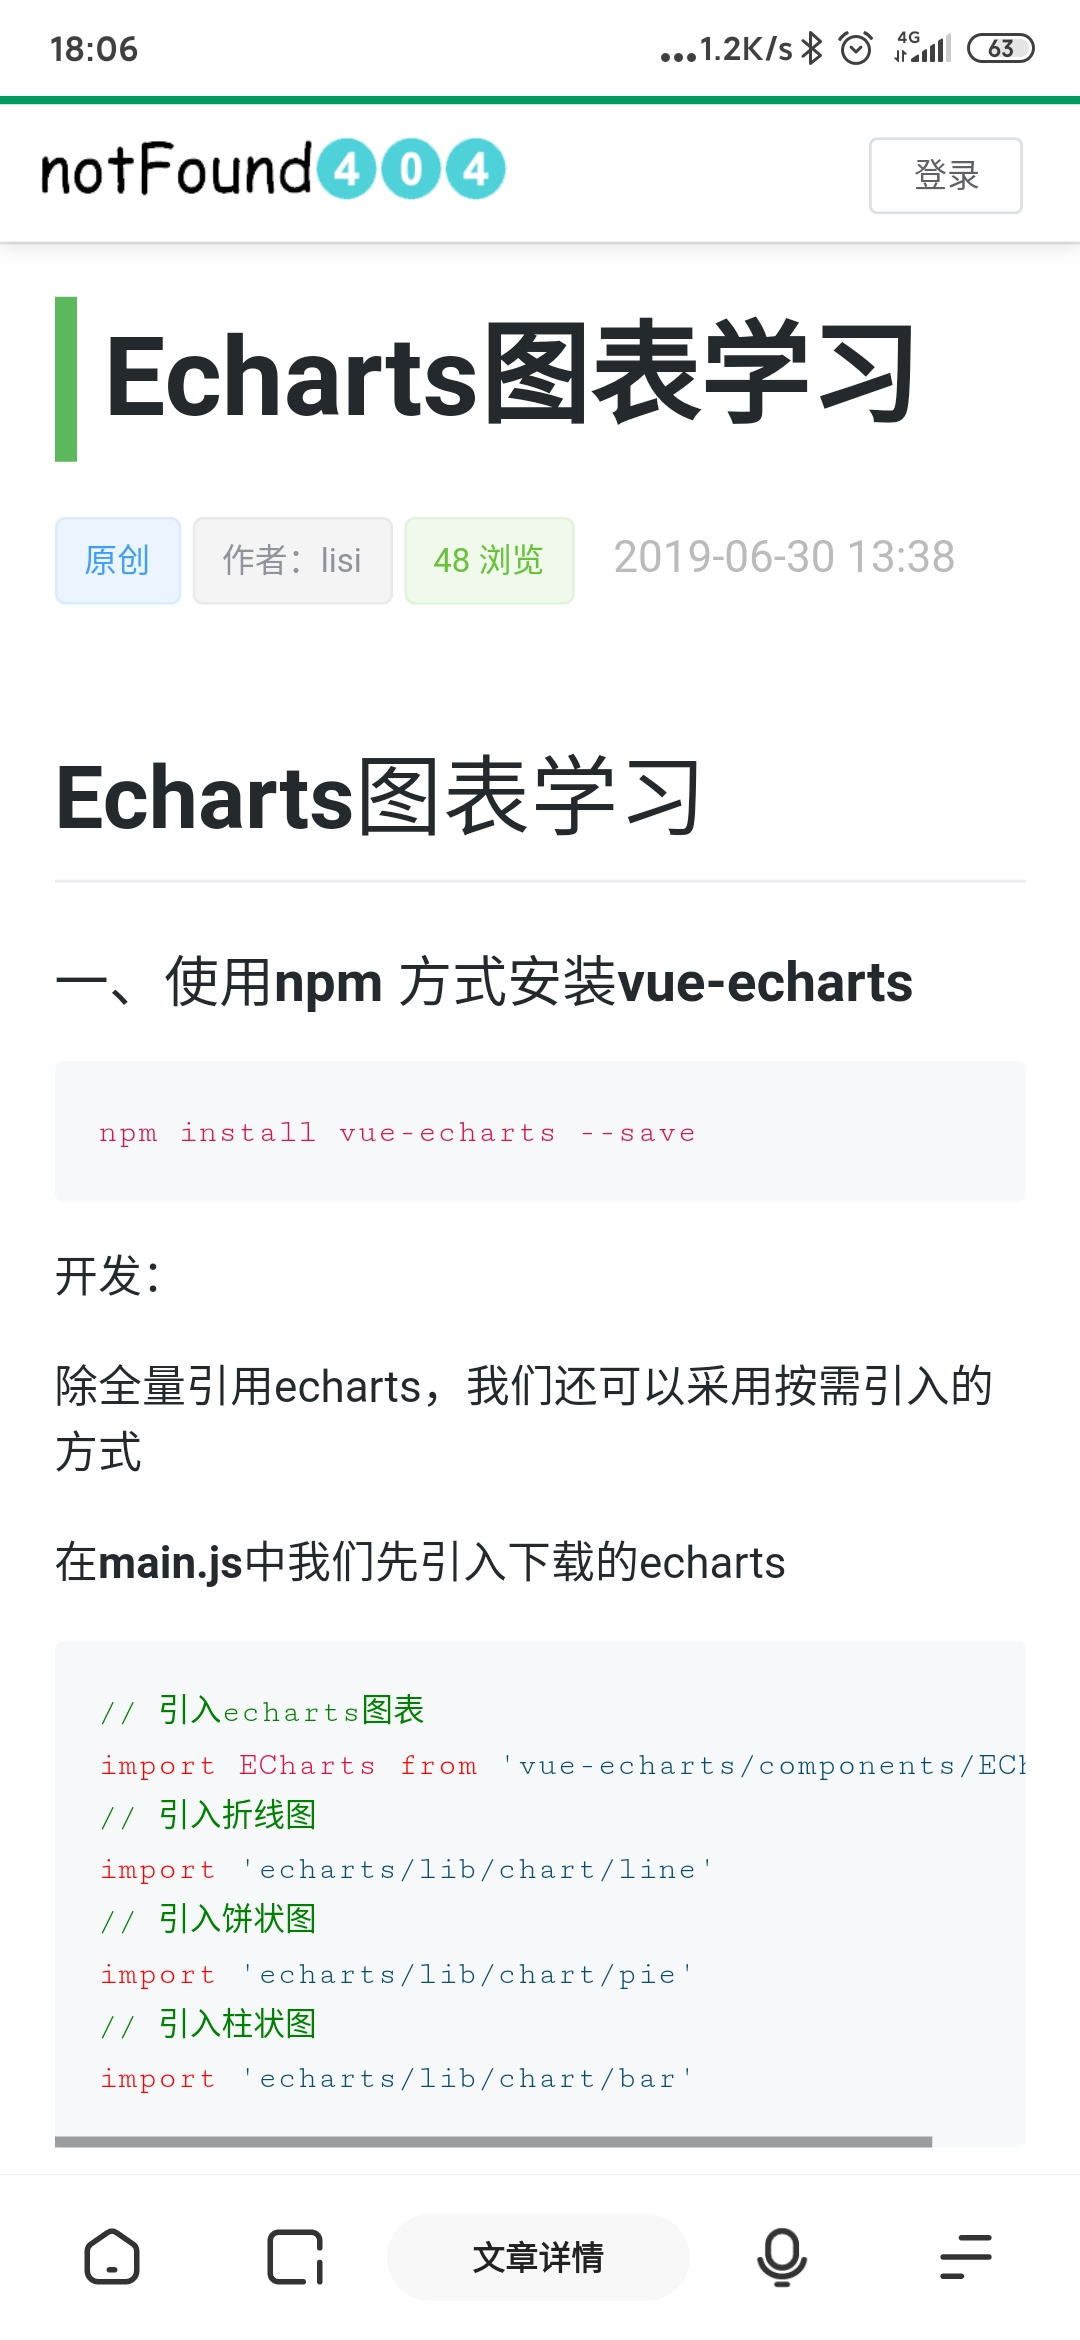 18:06
...1.2K/s 4G 63
notFound404
登录
Echarts图表学习
原创 作者：lisi 48 浏览 2019-06-30 13:38
Echarts图表学习
一、使用npm 方式安装vue-echarts
npm install vue-echarts --save
开发：
除全量引用echarts，我们还可以采用按需引入的
方式
在main.js中我们先引入下载的echarts
// 引入echarts图表
import ECharts from 'vue-echarts/components/ECh
// 引入折线图
import 'echarts/lib/chart/line'
// 引入饼状图
import 'echarts/lib/chart/pie'
// 引入柱状图
import 'echarts/lib/chart/bar'
文章详情